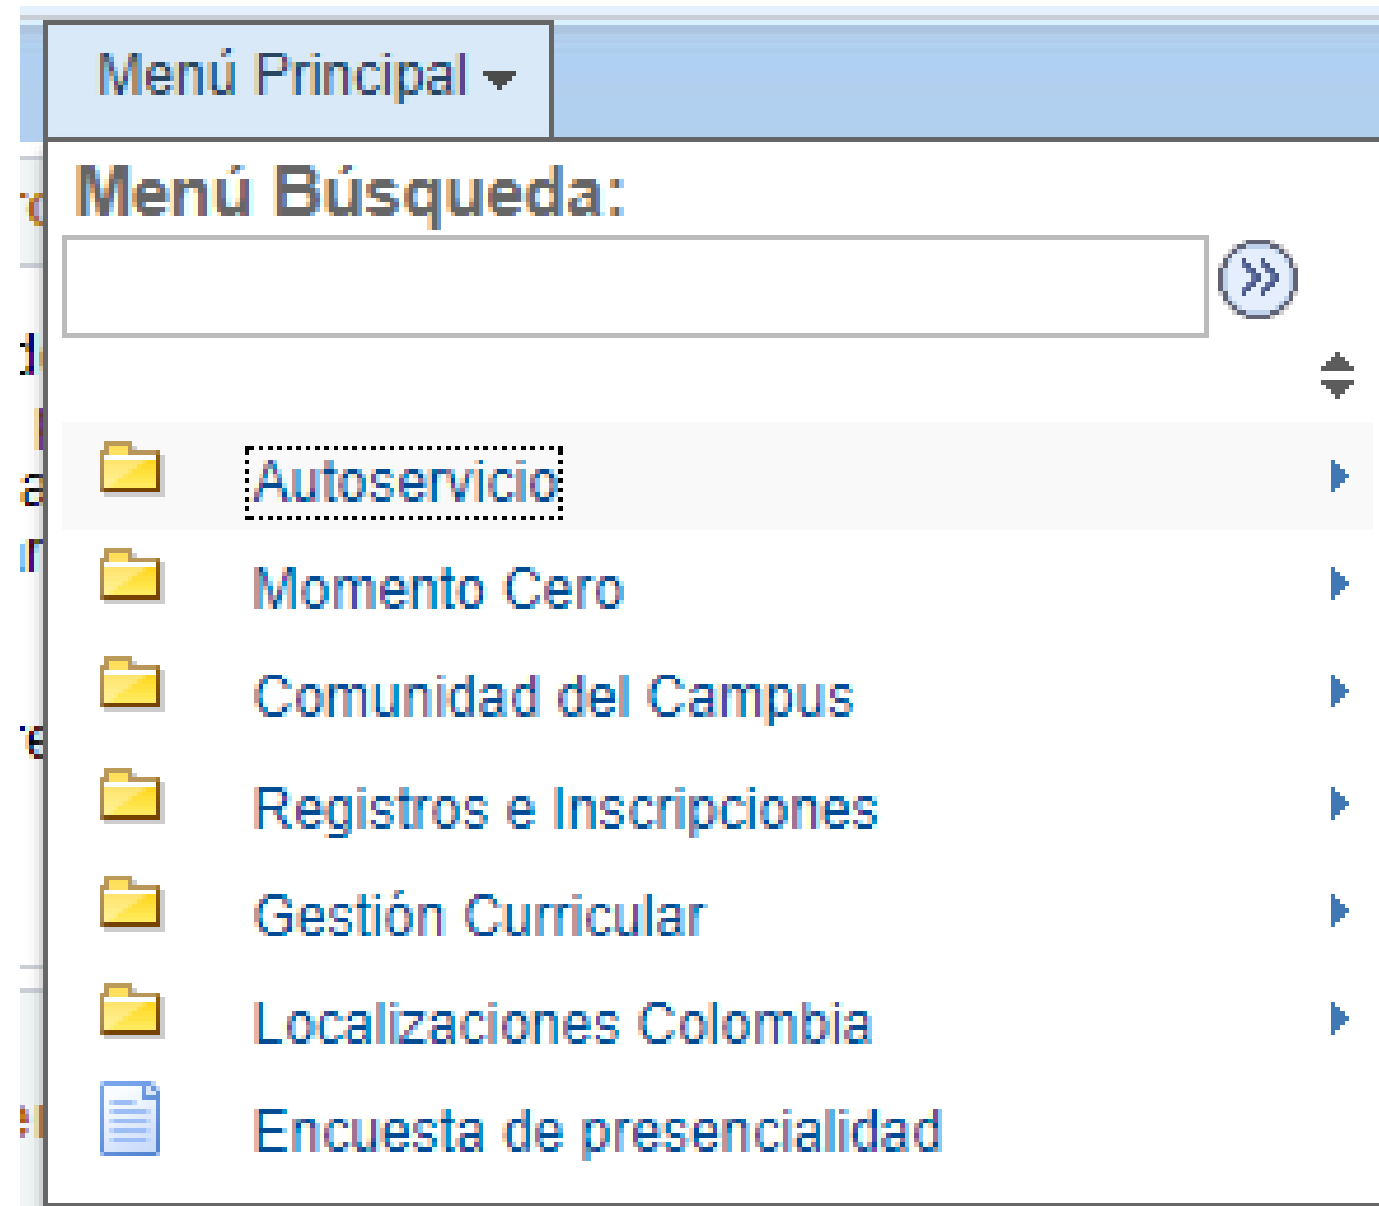 Menú Principal
Menú Búsqueda:
Autoservicio
Momento Cero
Comunidad del Campus
Registros e Inscripciones
Gestión Curricular
Localizaciones Colombia
Encuesta de presencialidad